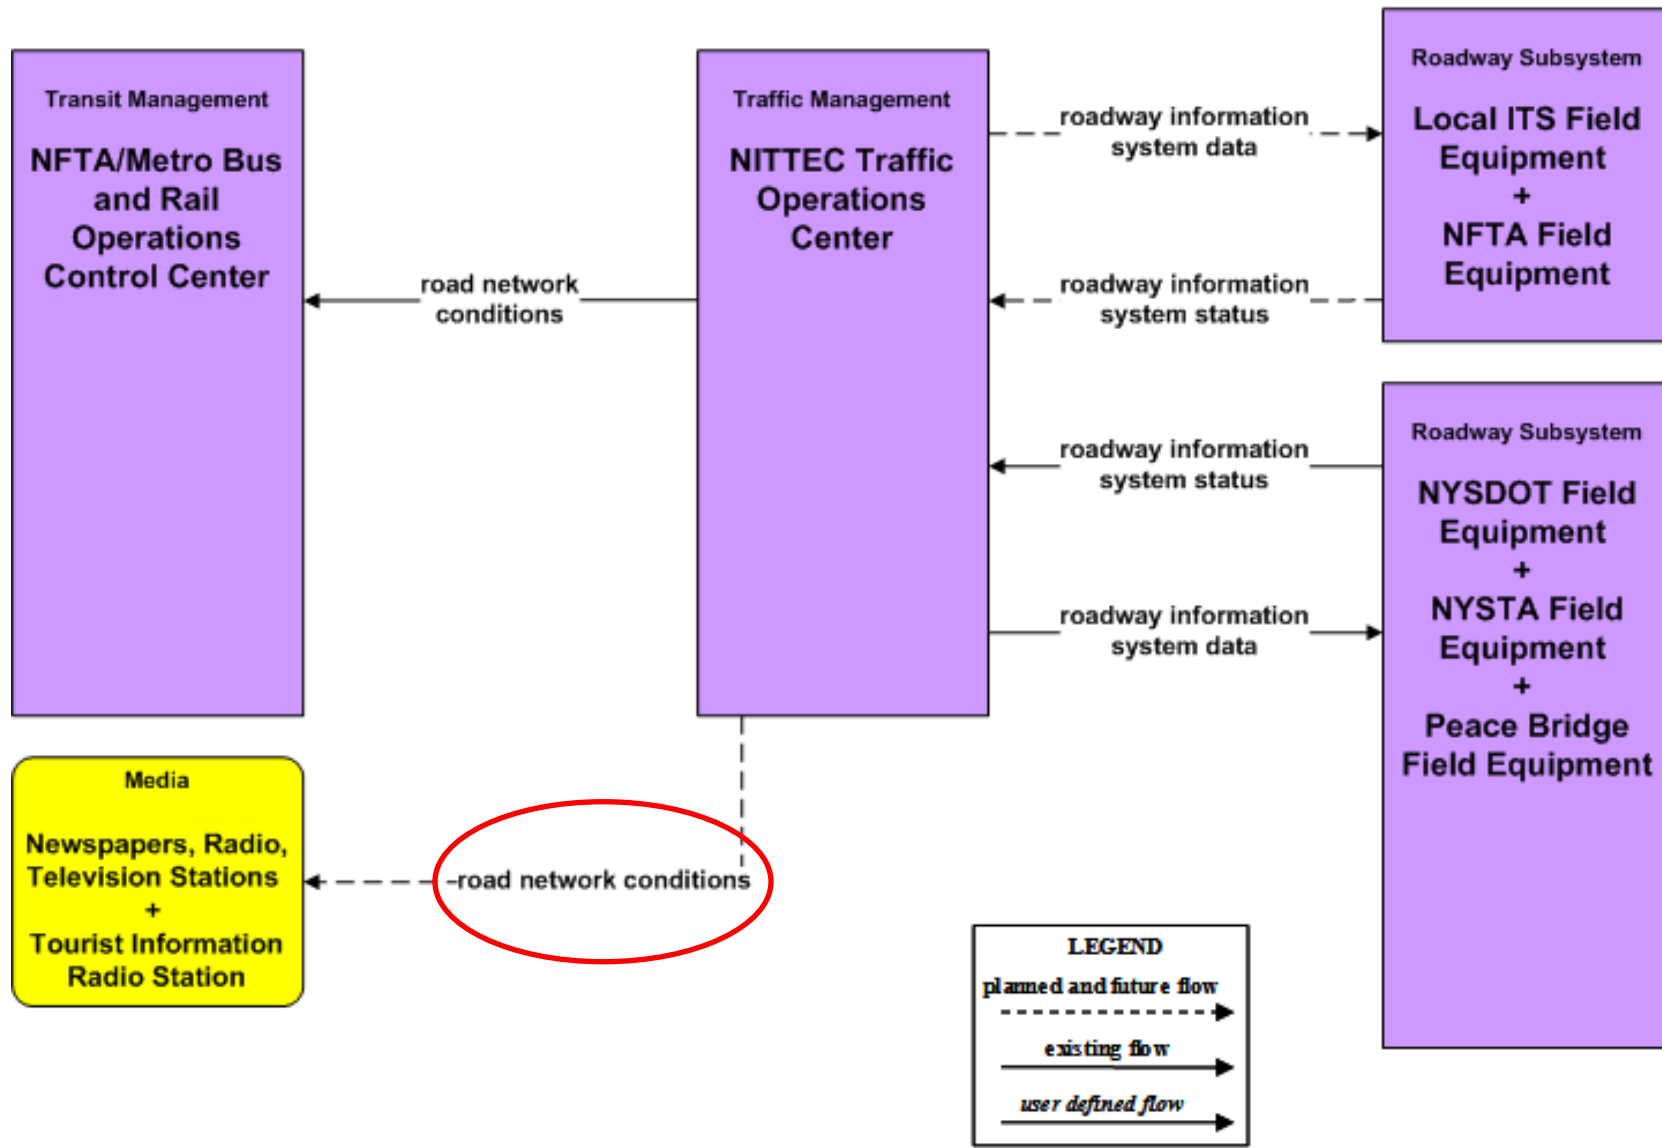 Transit Management
NFTA/Metro Bus
and Rail
Operations
Control Center
road network
conditions
Traffic Management
NITTEC Traffic
Operations
Center
roadway information
system data
roadway information
system status
roadway information
system status
roadway information
system data
Roadway Subsystem
Local ITS Field
Equipment
+
NFTA Field
Equipment
Roadway Subsystem
NYSDOT Field
Equipment
+
NYSTA Field
Equipment
+
Peace Bridge
Field Equipment
Media
Newspapers, Radio,
Television Stations
+
Tourist Information
Radio Station
road network conditions
LEGEND
planned and future flow
existing flow
user defined flow